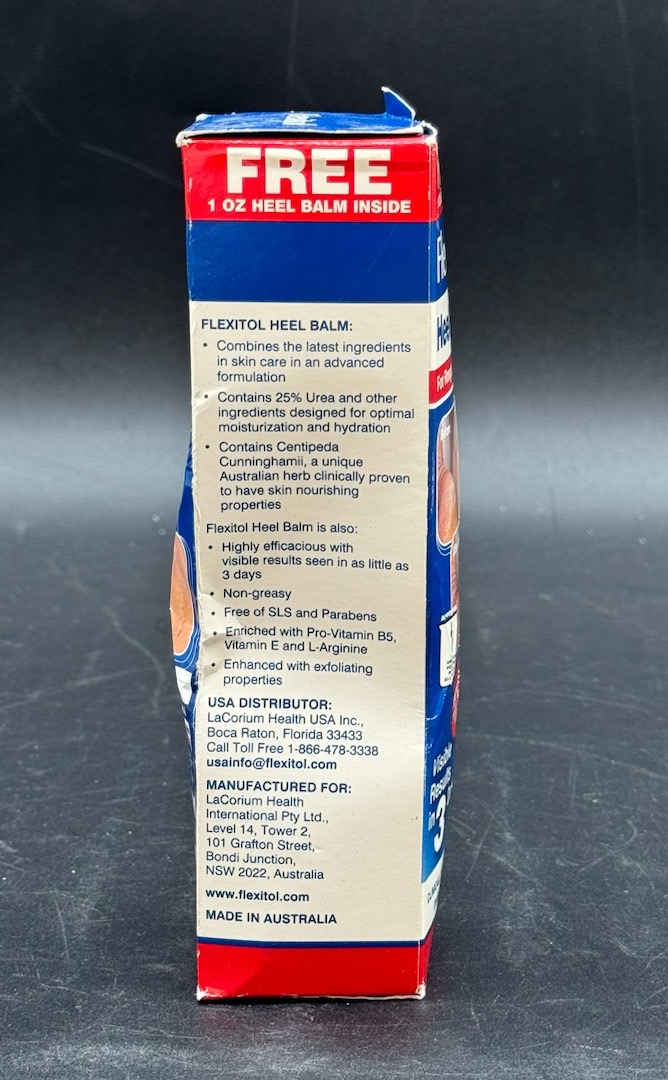 FREE
1 OZ HEEL BALM INSIDE
FLEXITOL HEEL BALM:
• Combines the latest ingredients
in skin care in an advanced
formulation
• Contains 25% Urea and other
ingredients designed for optimal
moisturization and hydration
• Contains Centipeda
Cunninghamii, a unique
Australian herb clinically proven
to have skin nourishing
properties
Flexitol Heel Balm is also:
• Highly efficacious with
visible results seen in as little as
3 days
• Non-greasy
• Free of SLS and Parabens
• Enriched with Pro-Vitamin B5,
Vitamin E and L-Arginine
• Enhanced with exfoliating
properties
USA DISTRIBUTOR:
LaCorium Health USA Inc.,
Boca Raton, Florida 33433
Call Toll Free 1-866-478-3338
usainfo@flexitol.com
MANUFACTURED FOR:
LaCorium Health
International Pty Ltd.,
Level 14, Tower 2,
101 Grafton Street,
Bondi Junction,
NSW 2022, Australia
www.flexitol.com
MADE IN AUSTRALIA
Visible
Results
in 3